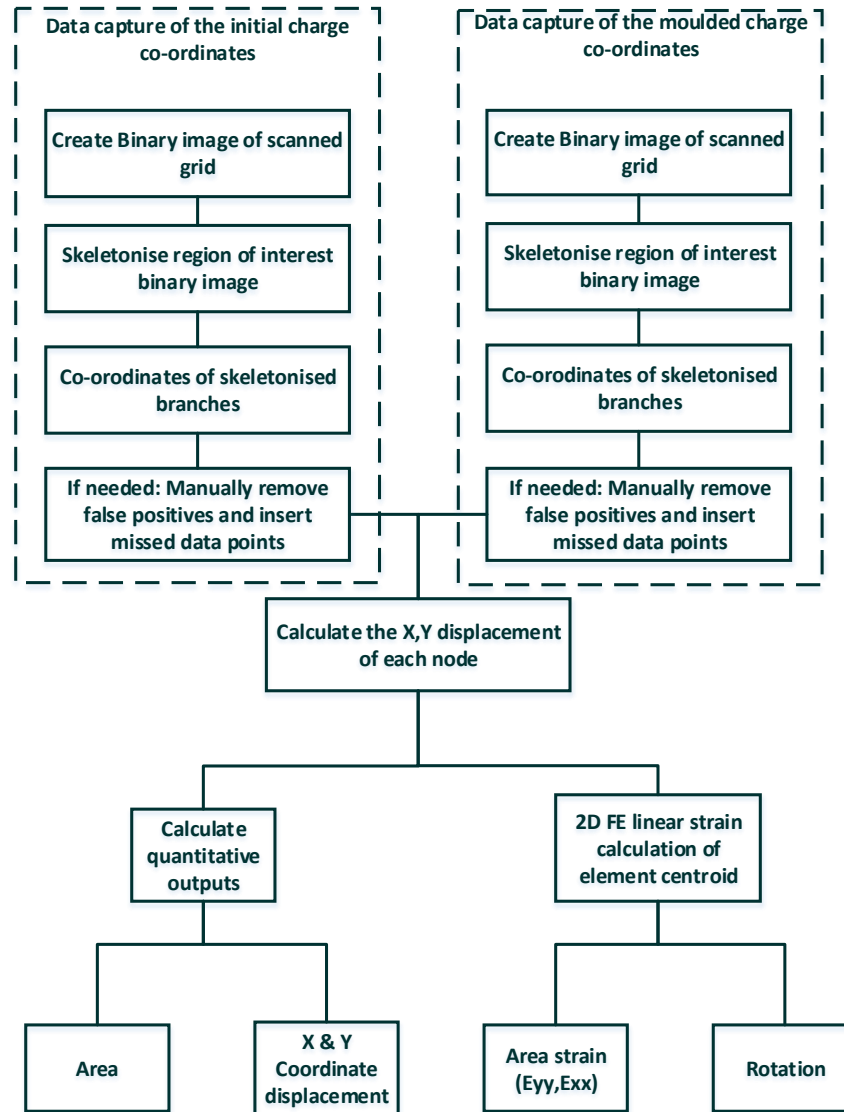 Data capture of the initial charge
co-ordinates
Create Binary image of scanned
grid
Skeletonise region of interest
binary image
Co-orodinates of skeletonised
branches
If needed: Manually remove
false positives and insert
missed data points
Data capture of the moulded charge
co-ordinates
Create Binary image of scanned
grid
Skeletonise region of interest
binary image
Co-orodinates of skeletonised
branches
If needed: Manually remove
false positives and insert
missed data points
Calculate the X,Y displacement
of each node
Calculate
quantitative
outputs
2D FE linear strain
calculation of
element centroid
Area
X & Y
Coordinate
displacement
Area strain
(Eyy,Exx)
Rotation